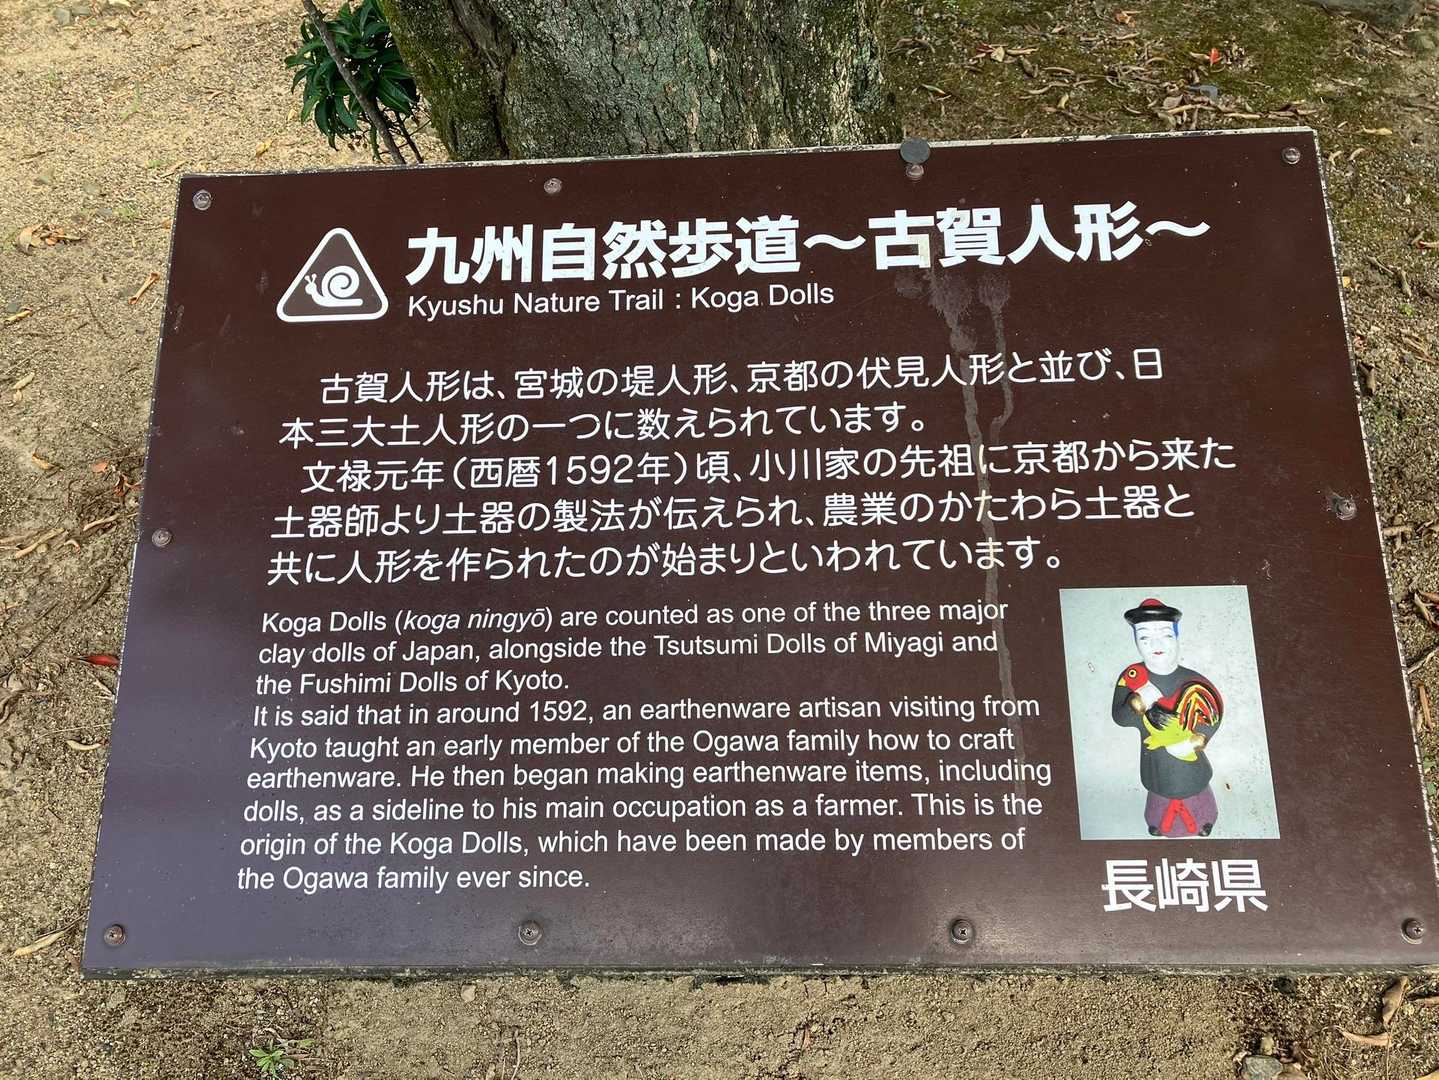 九州自然歩道～古賀人形～
Kyushu Nature Trail : Koga Dolls
古賀人形は、宮城の堤人形、京都の伏見人形と並び、日
本三大土人形の一つに数えられています。
文禄元年（西暦1592年）頃、小川家の先祖に京都から来た
土器師より土器の製法が伝えられ、農業のかたわら土器と
共に人形を作られたのが始まりといわれています。
Koga Dolls (koga ningyō) are counted as one of the three major
clay dolls of Japan, alongside the Tsutsumi Dolls of Miyagi and
the Fushimi Dolls of Kyoto.
It is said that in around 1592, an earthenware artisan visiting from
Kyoto taught an early member of the Ogawa family how to craft
earthenware. He then began making earthenware items, including
dolls, as a sideline to his main occupation as a farmer. This is the
origin of the Koga Dolls, which have been made by members of
the Ogawa family ever since.
長崎県